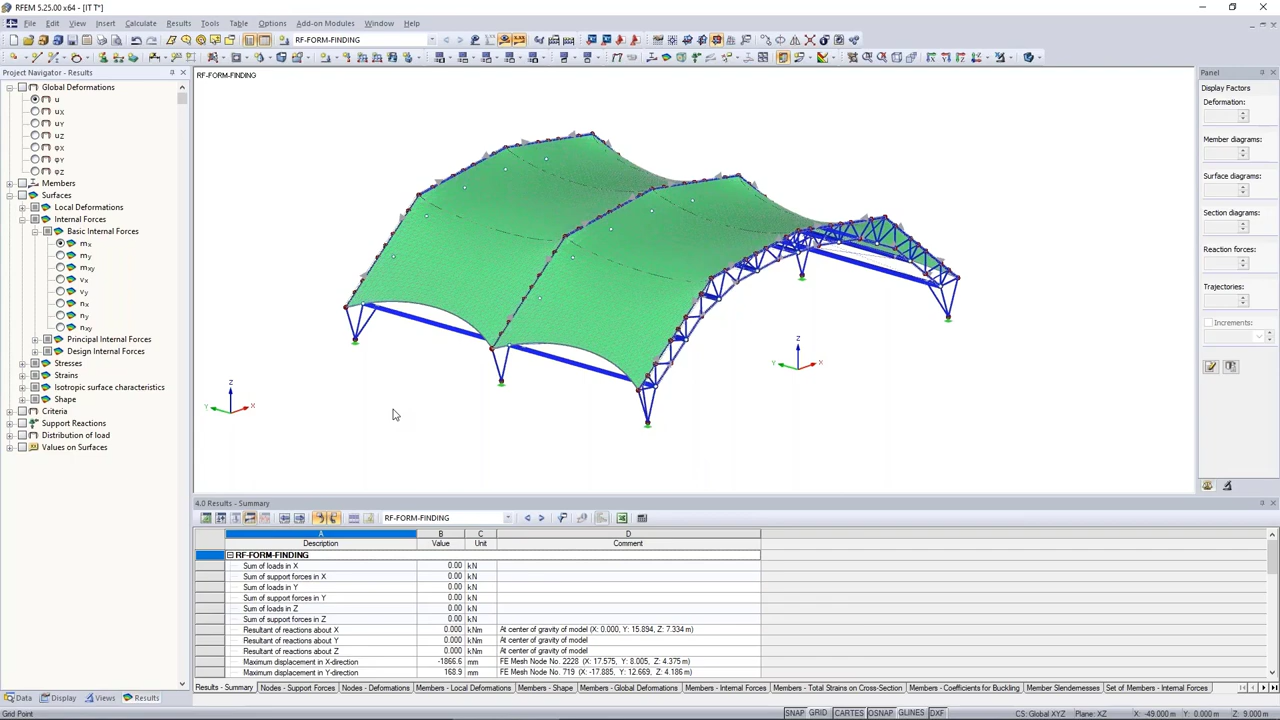 RFEM 5.25.00 x64 - [IT T*]
File Edit View Insert Calculate Results Tools Table Options Add-on Modules Window Help
RF-FORM-FINDING
Project Navigator - Results
Global Deformations
u
uX
uY
uZ
φX
φY
φZ
Members
Surfaces
Local Deformations
Internal Forces
Basic Internal Forces
mx
my
mxy
vx
vy
nx
ny
nxy
Principal Internal Forces
Design Internal Forces
Stresses
Strains
Isotropic surface characteristics
Shape
Criteria
Support Reactions
Distribution of load
Values on Surfaces
Data Display Views Results
RF-FORM-FINDING
Z
Y X
Z
Y X
Panel
Display Factors
Deformation:
Member diagrams:
Surface diagrams:
Section diagrams:
Reaction forces:
Trajectories:
Increments:
4.0 Results - Summary
RF-FORM-FINDING
A B C D
Description Value Unit Comment
RF-FORM-FINDING
Sum of loads in X 0.00 kN
Sum of support forces in X 0.00 kN
Sum of loads in Y 0.00 kN
Sum of support forces in Y 0.00 kN
Sum of loads in Z 0.00 kN
Sum of support forces in Z 0.00 kN
Resultant of reactions about X 0.000 kNm At center of gravity of model (X: 0.000, Y: 15.894, Z: 7.334 m)
Resultant of reactions about Y 0.000 kNm At center of gravity of model
Resultant of reactions about Z 0.000 kNm At center of gravity of model
Maximum displacement in X-direction -1866.6 mm FE Mesh Node No. 2228 (X: 17.575, Y: 8.005, Z: 4.375 m)
Maximum displacement in Y-direction 168.9 mm FE Mesh Node No. 719 (X: -17.885, Y: 12.669, Z: 4.186 m)
Results - Summary Nodes - Support Forces Nodes - Deformations Members - Local Deformations Members - Shape Members - Global Deformations Members - Internal Forces Members - Total Strains on Cross-Section Members - Coefficients for Buckling Member Slendernesses Set of Members - Internal Forces
Grid Point SNAP GRID CARTES OSNAP GLINES DXF CS: Global XYZ Plane: XZ X: -49.000 m Y: 0.000 m Z: 9.000 m